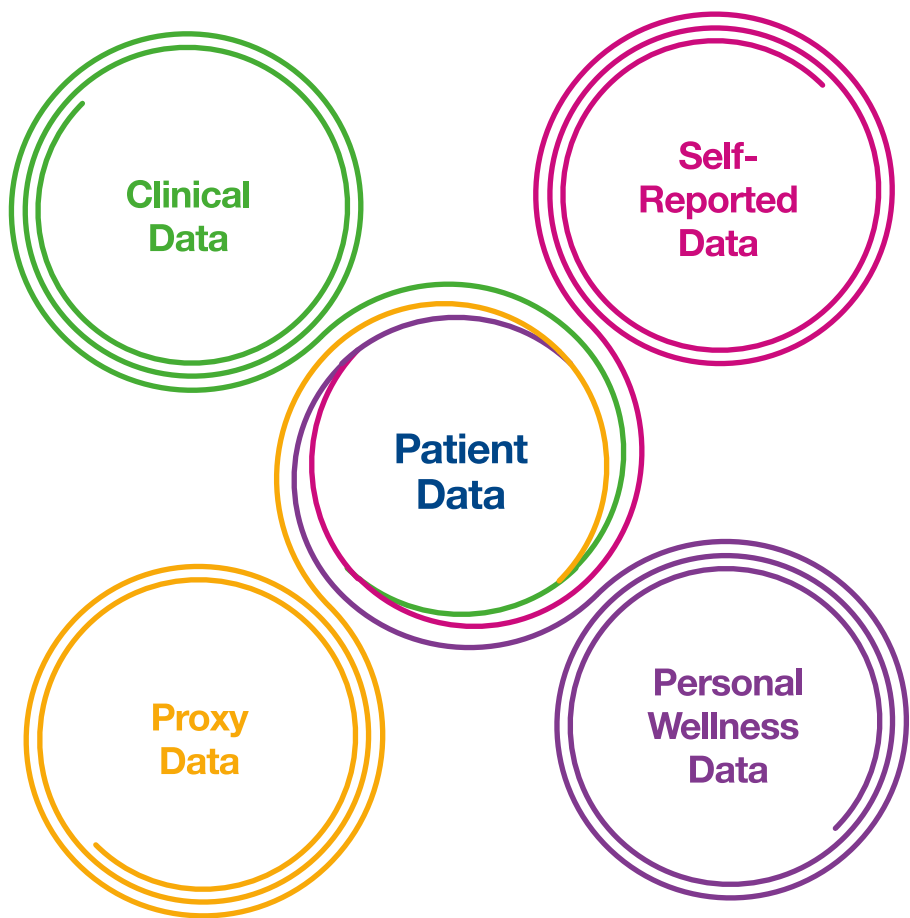 Clinical
Data
Self-
Reported
Data
Patient
Data
Proxy
Data
Personal
Wellness
Data